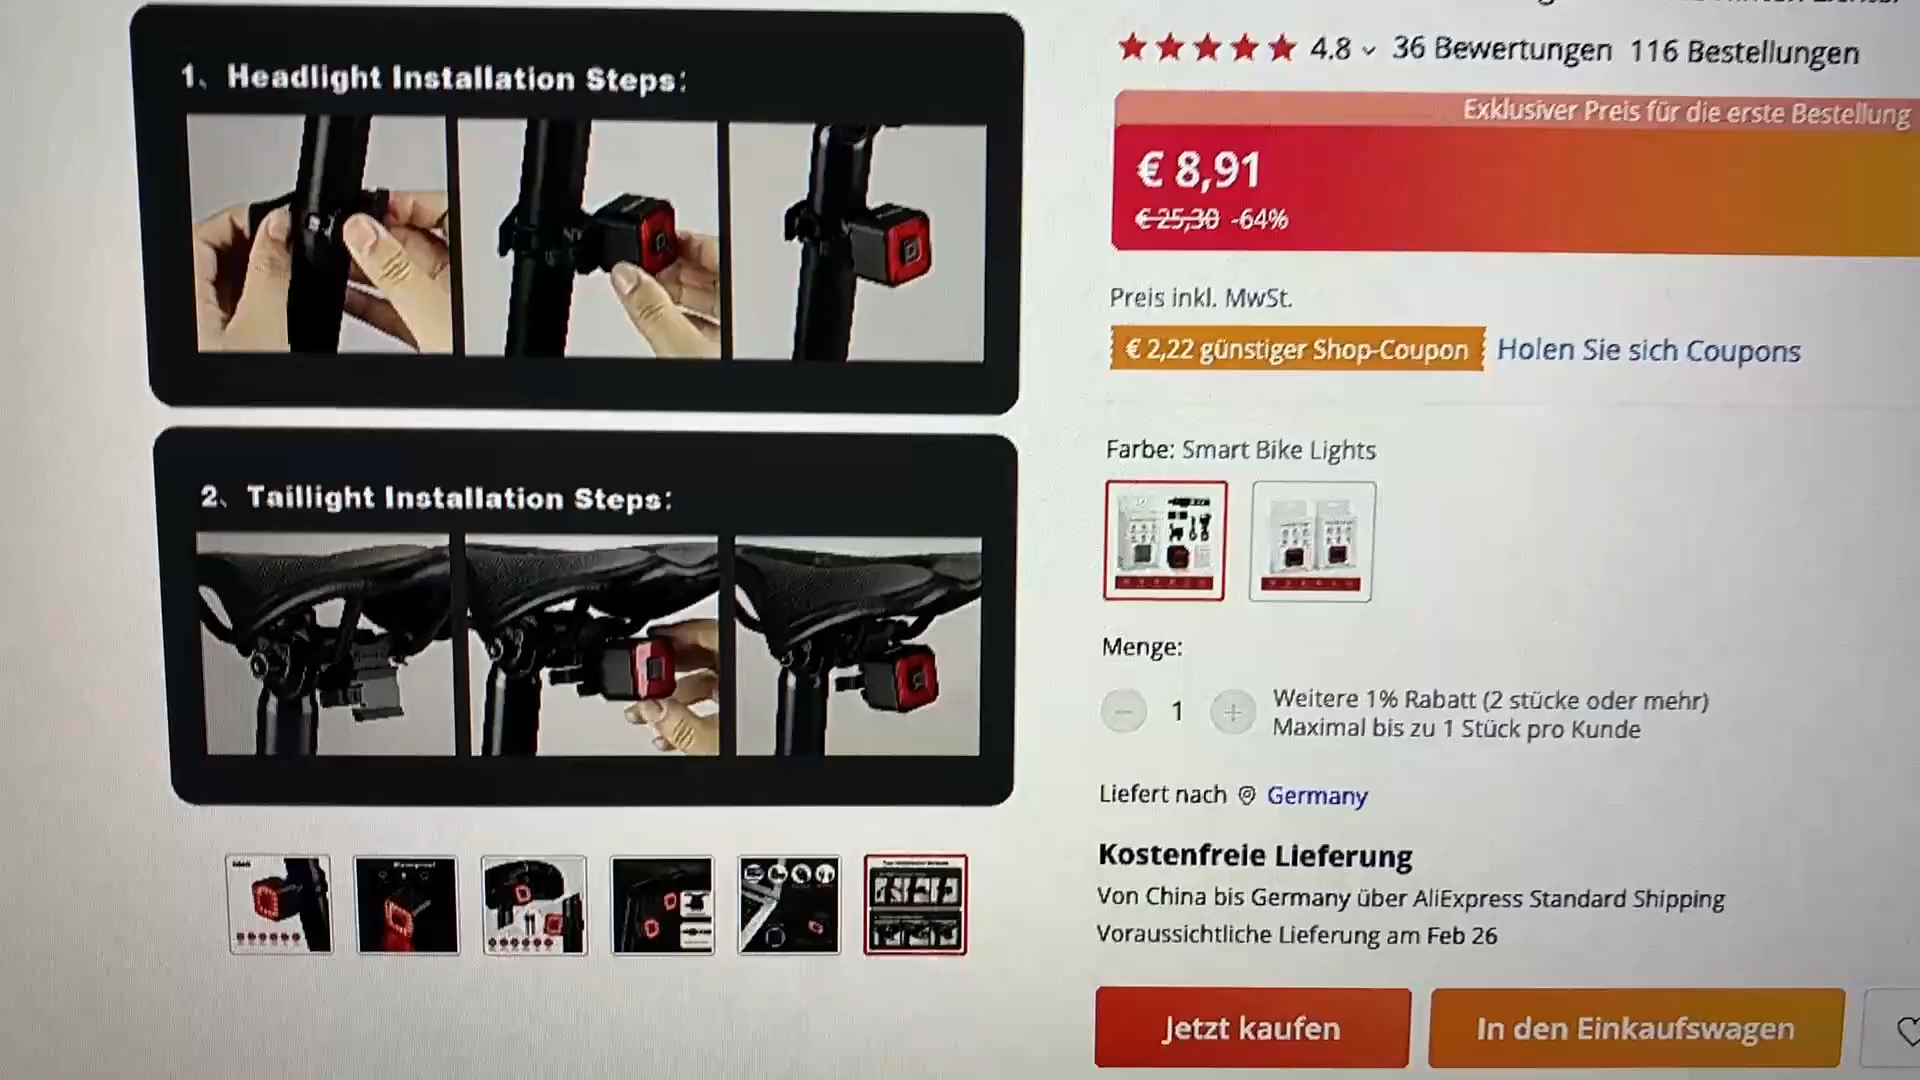 1、Headlight Installation Steps:
2、Taillight Installation Steps:
4.8 36 Bewertungen 116 Bestellungen
Exklusiver Preis für die erste Bestellung
€ 8,91
€ 25,30 -64%
Preis inkl. MwSt.
€ 2,22 günstiger Shop-Coupon Holen Sie sich Coupons
Farbe: Smart Bike Lights
Menge:
1
Weitere 1% Rabatt (2 stücke oder mehr)
Maximal bis zu 1 Stück pro Kunde
Liefert nach Germany
Kostenfreie Lieferung
Von China bis Germany über AliExpress Standard Shipping
Voraussichtliche Lieferung am Feb 26
Jetzt kaufen
In den Einkaufswagen